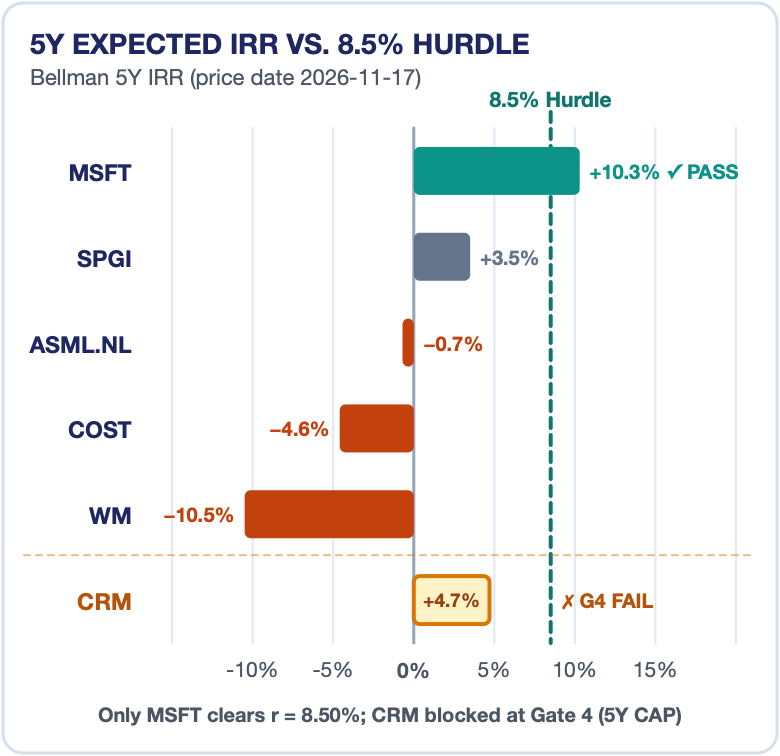 5Y EXPECTED IRR VS. 8.5% HURDLE
Bellman 5Y IRR (price date 2026-11-17)
8.5% Hurdle
MSFT +10.3% ✓ PASS
SPGI +3.5%
ASML.NL −0.7%
COST −4.6%
WM −10.5%
CRM +4.7% ✗ G4 FAIL
-10% -5% 0% 5% 10% 15%
Only MSFT clears r = 8.50%; CRM blocked at Gate 4 (5Y CAP)